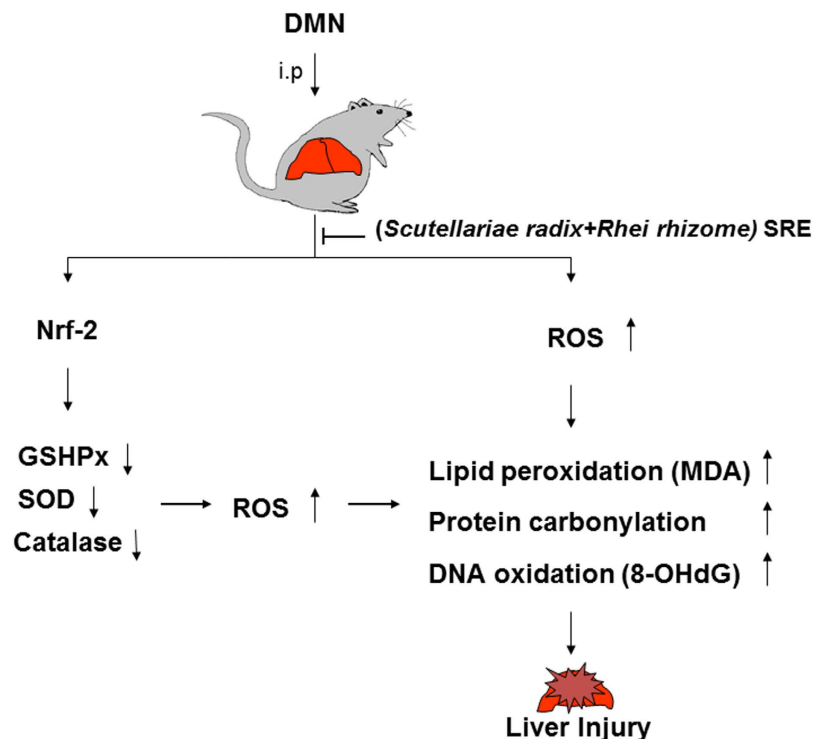 DMN
i.p
(Scutellariae radix+Rhei rhizome) SRE
Nrf-2
ROS
GSHPx
SOD
Catalase
ROS
Lipid peroxidation (MDA)
Protein carbonylation
DNA oxidation (8-OHdG)
Liver Injury